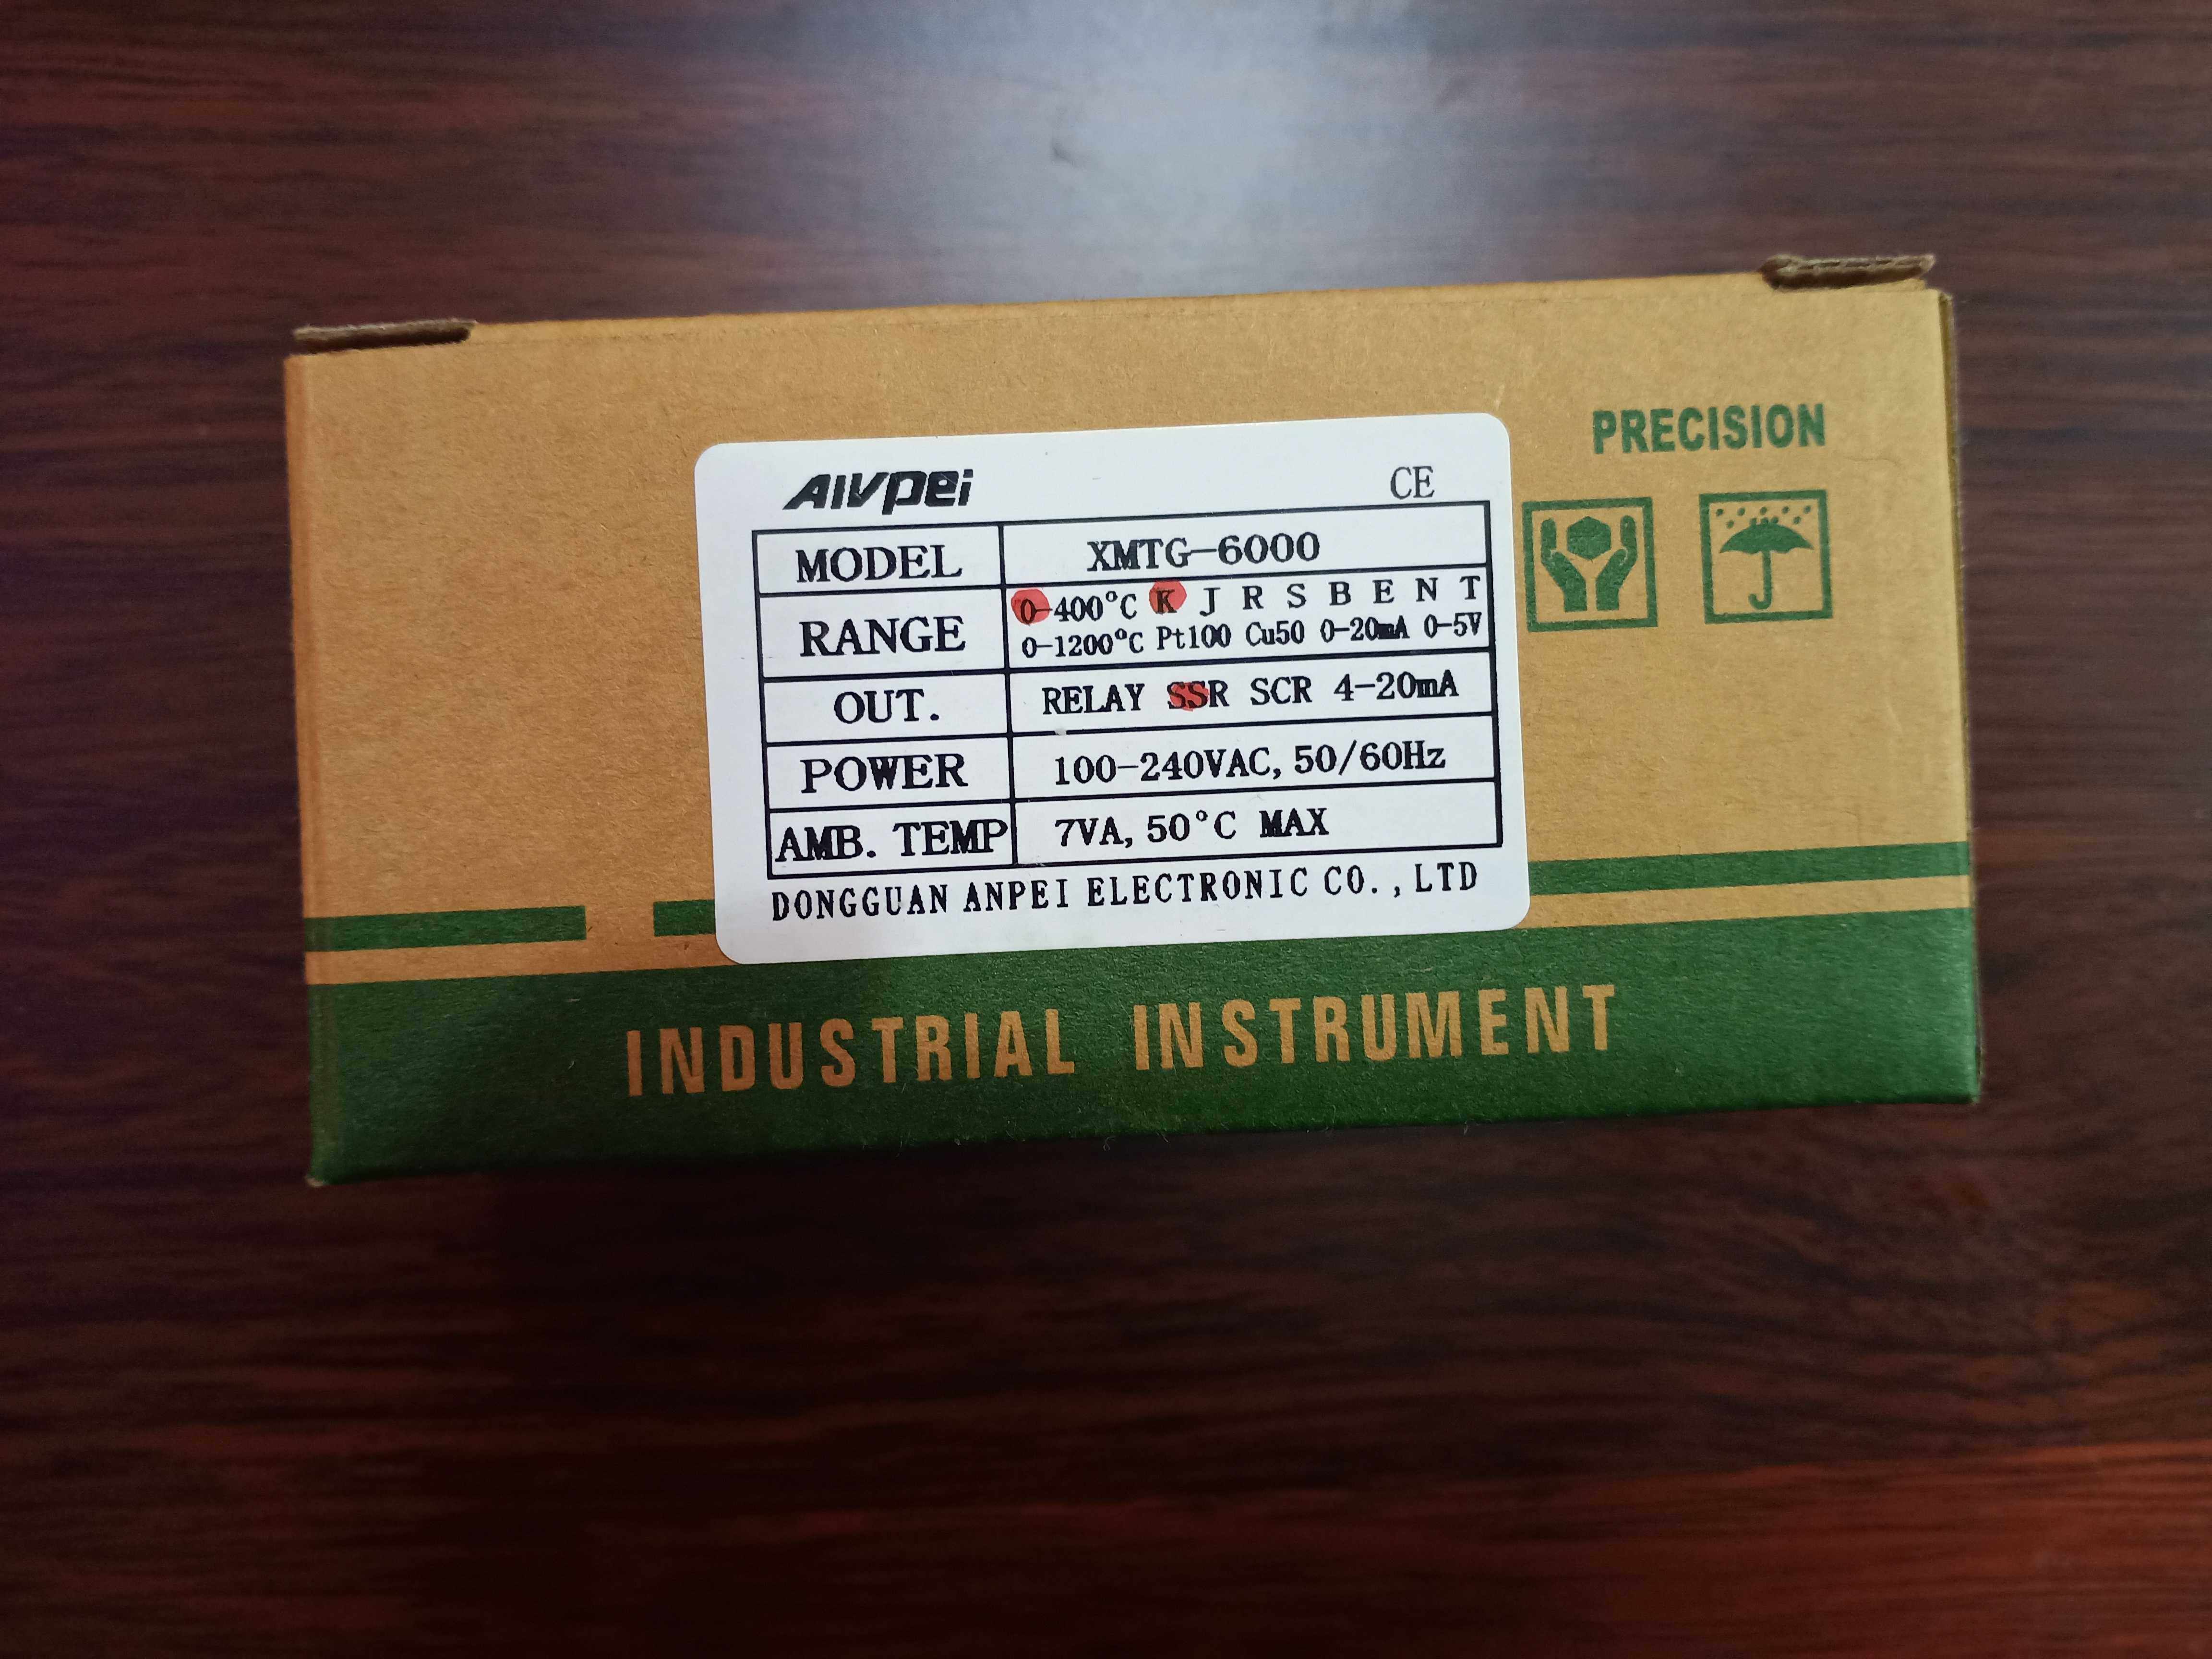 PRECISION
AIVpei CE
MODEL XMTG-6000
RANGE 0-400°C K J R S B E N T
0-1200°C Pt100 Cu50 0-20mA 0-5V
OUT. RELAY SSR SCR 4-20mA
POWER 100-240VAC, 50/60Hz
AMB. TEMP 7VA, 50°C MAX
DONGGUAN ANPEI ELECTRONIC CO., LTD
INDUSTRIAL INSTRUMENT